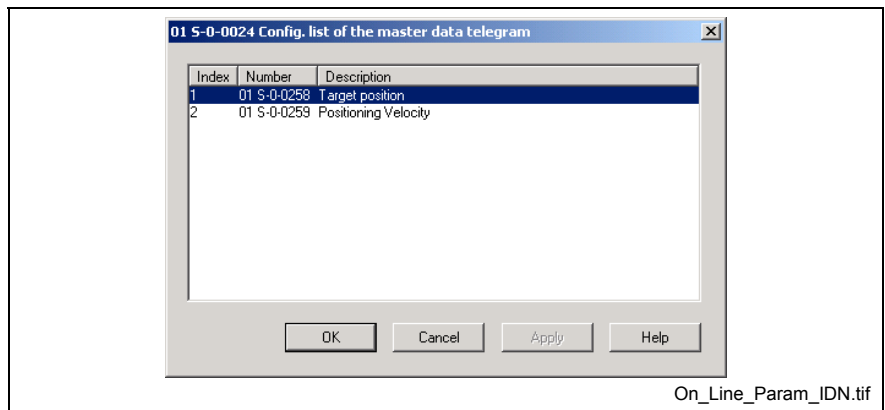 01 S-0-0024 Config. list of the master data telegram
Index Number Description
1 01 S-0-0258 Target position
2 01 S-0-0259 Positioning Velocity
OK Cancel Apply Help
On_Line_Param_IDN.tif